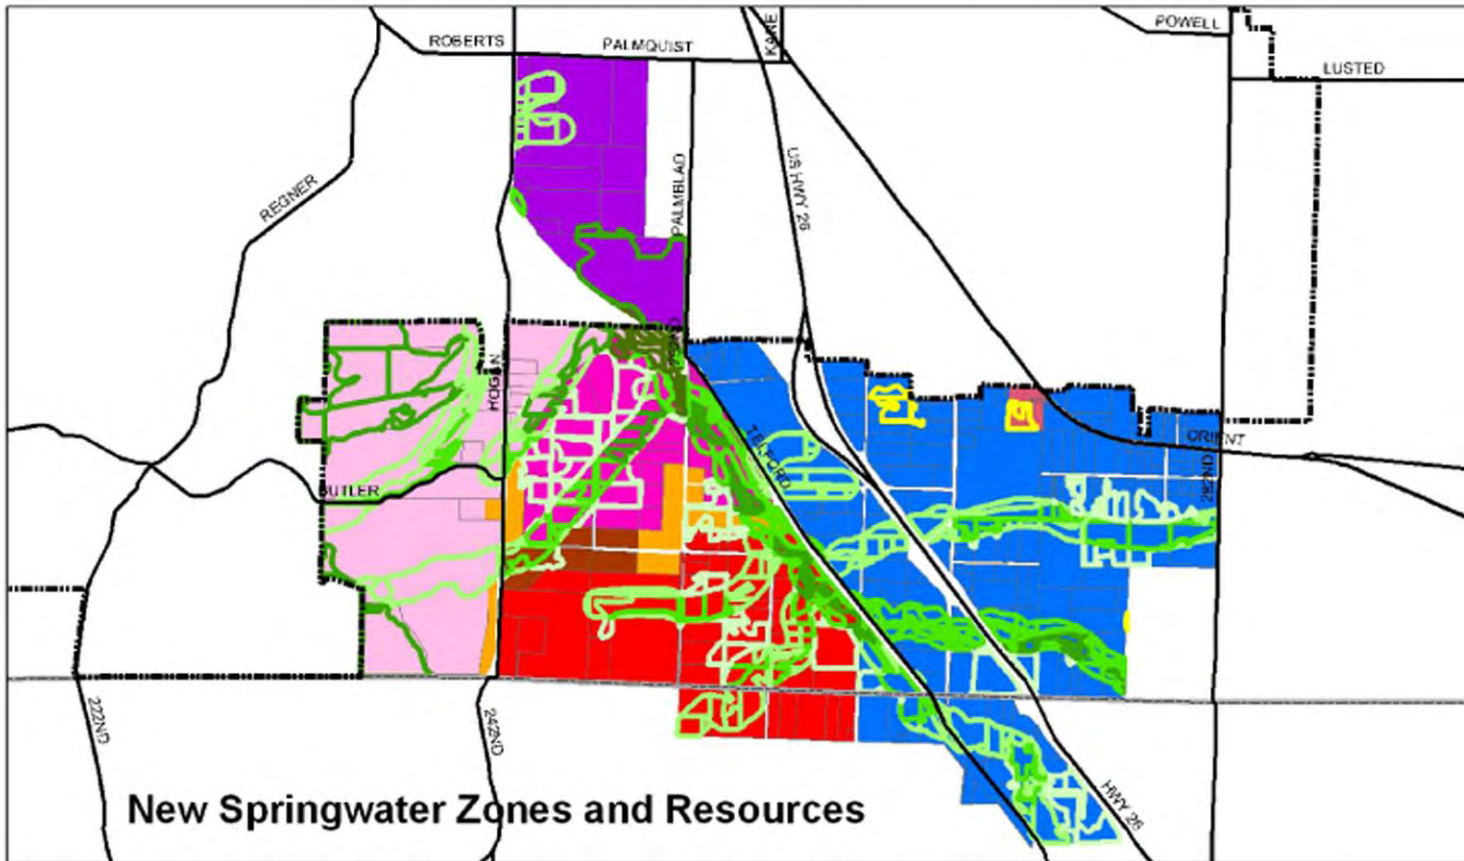 POWELL
ROBERTS
PALMQUIST
KANE
LUSTED
REGNER
PALMBLAD
US HWY 26
HOGAN
TELFORD
ORIENT
282ND
BUTLER
222ND
242ND
HWY 26
New Springwater Zones and Resources